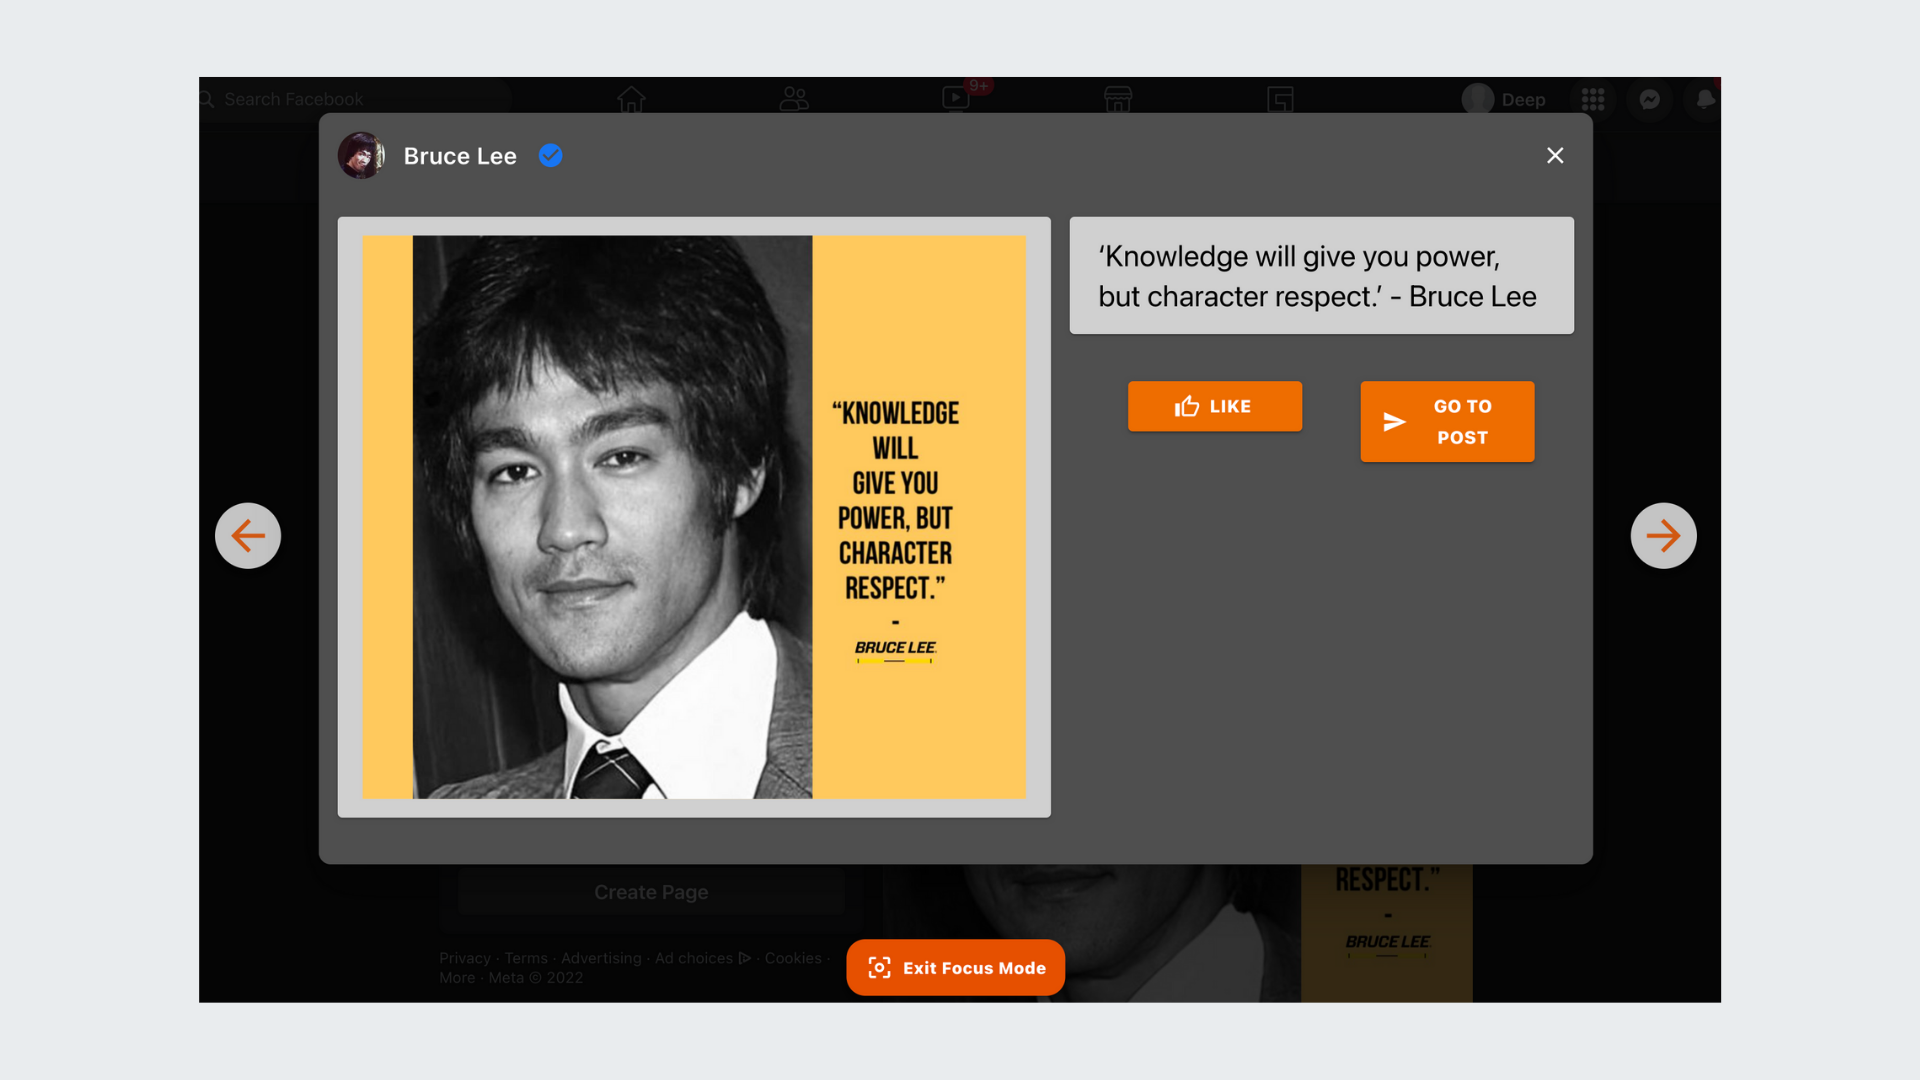 Search Facebook
9+
Deep
Bruce Lee
‘Knowledge will give you power,
but character respect.’ - Bruce Lee
LIKE
GO TO
POST
“KNOWLEDGE
WILL
GIVE YOU
POWER, BUT
CHARACTER
RESPECT.”
-
BRUCE LEE
Create Page
RESPECT.”
-
BRUCE LEE
Privacy · Terms · Advertising · Ad choices · Cookies ·
More · Meta © 2022
Exit Focus Mode